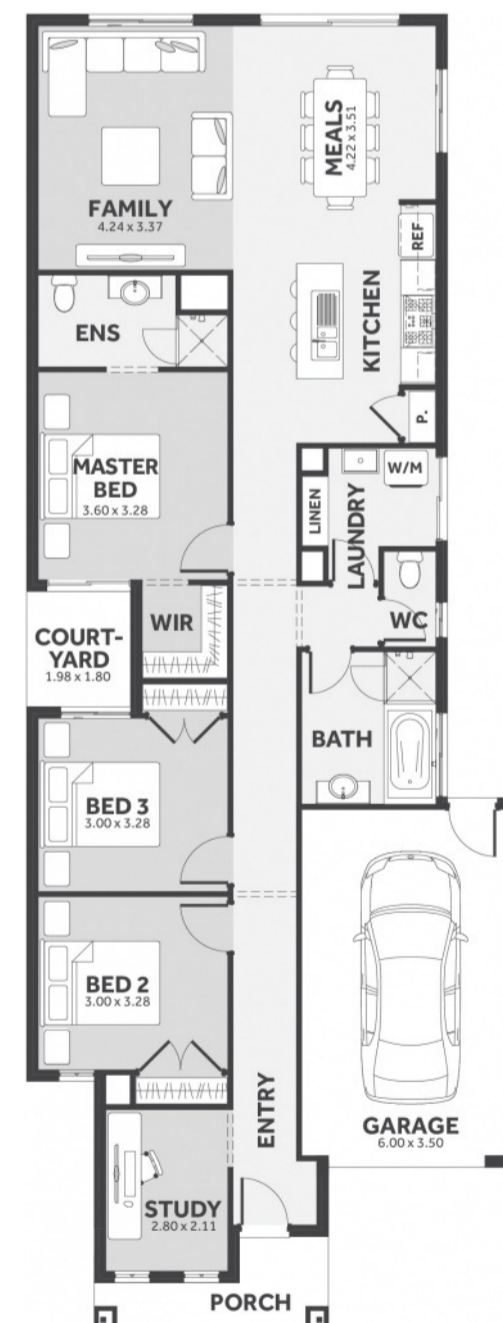 MEALS
4.22 x 3.51
FAMILY
4.24 x 3.37
REF
KITCHEN
ENS
P.
MASTER
BED
3.60 x 3.28
W/M
LINEN
LAUNDRY
WIR
WC
COURT-
YARD
1.98 x 1.80
BATH
BED 3
3.00 x 3.28
BED 2
3.00 x 3.28
ENTRY
GARAGE
6.00 x 3.50
STUDY
2.80 x 2.11
PORCH